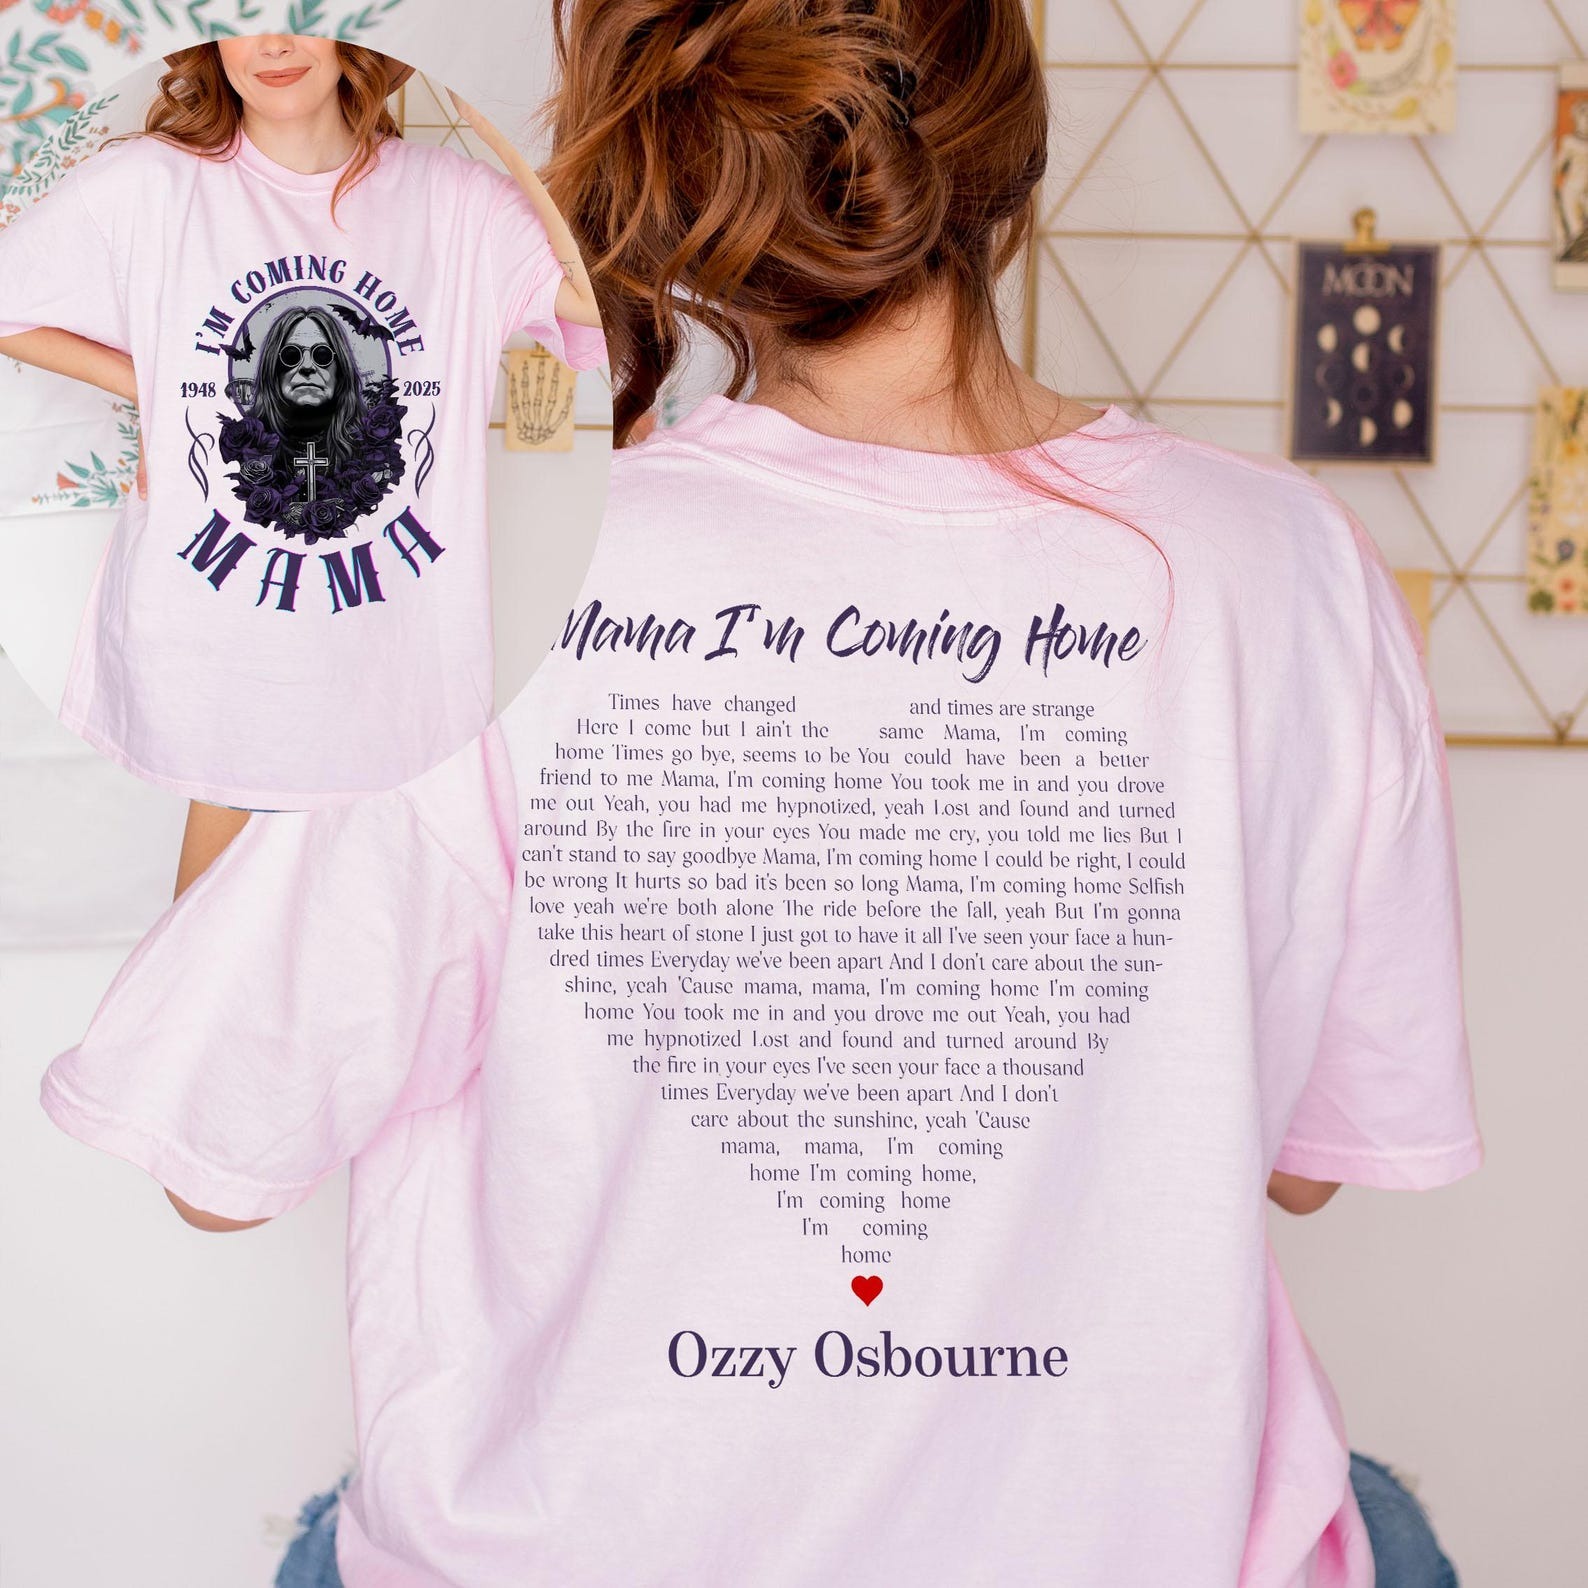 I'M COMING HOME
1948 2025
MAMA
MOON
Mama I'm Coming Home
Times have changed and times are strange
Here I come but I ain't the same Mama, I'm coming
home Times go bye, seems to be You could have been a better
friend to me Mama, I'm coming home You took me in and you drove
me out Yeah, you had me hypnotized, yeah Lost and found and turned
around By the fire in your eyes You made me cry, you told me lies But I
can't stand to say goodbye Mama, I'm coming home I could be right, I could
be wrong It hurts so bad it's been so long Mama, I'm coming home Selfish
love yeah we're both alone The ride before the fall, yeah But I'm gonna
take this heart of stone I just got to have it all I've seen your face a hun-
dred times Everyday we've been apart And I don't care about the sun-
shine, yeah 'Cause mama, mama, I'm coming home I'm coming
home You took me in and you drove me out Yeah, you had
me hypnotized Lost and found and turned around By
the fire in your eyes I've seen your face a thousand
times Everyday we've been apart And I don't
care about the sunshine, yeah 'Cause
mama, mama, I'm coming
home I'm coming home,
I'm coming home
I'm coming
home
Ozzy Osbourne